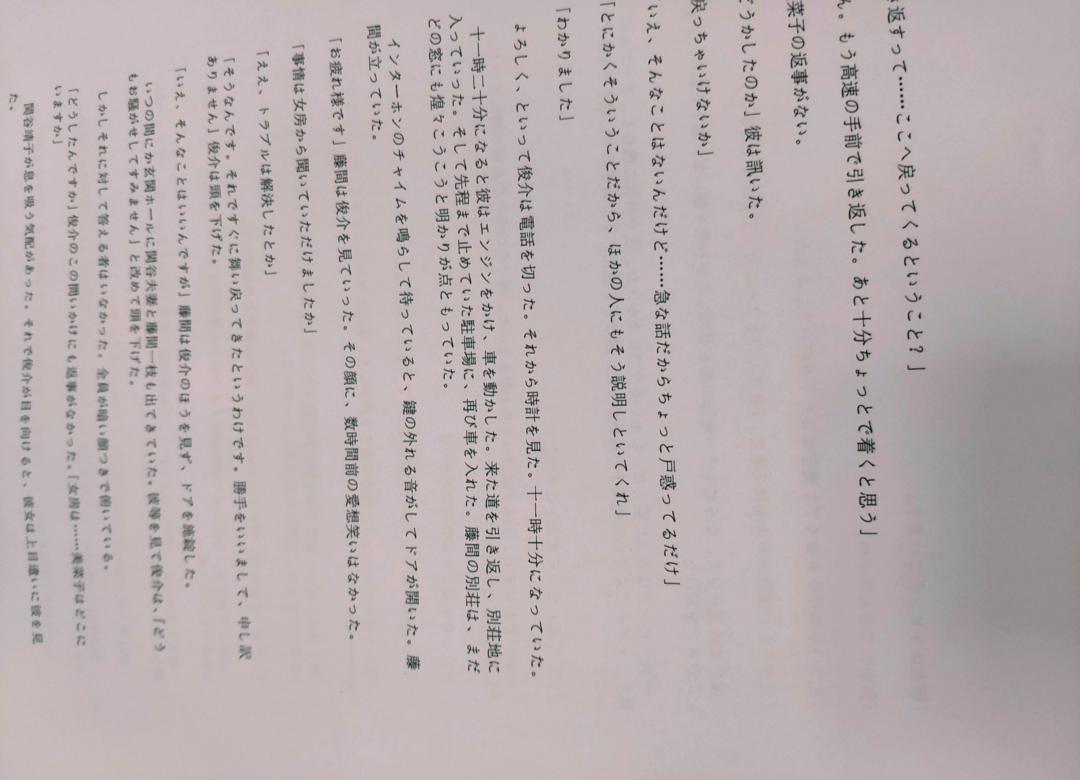 返すって……ここへ戻ってくるということ？」
ん。もう高速の手前で引き返した。あと十分ちょっとで着くと思う」
菜子の返事がない。
うかしたのか」彼は訊いた。
戻っちゃいけないか」
いえ、そんなことはないんだけど……急な話だからちょっと戸惑ってるだけ」
「とにかくそういうことだから、ほかの人にもそう説明しといてくれ」
「わかりました」
よろしく、といって俊介は電話を切った。それから時計を見た。十一時十分になっていた。
十一時二十分になると彼はエンジンをかけ、車を動かした。来た道を引き返し、別荘地に
入っていった。そして先程まで止めていた駐車場に、再び車を入れた。藤間の別荘は、まだ
どの窓にも煌々こうこうと明かりが点ともっていた。
インターホンのチャイムを鳴らして待っていると、鍵の外れる音がしてドアが開いた。藤
間が立っていた。
「お疲れ様です」藤間は俊介を見ていった。その顔に、数時間前の愛想笑いはなかった。
「事情は女房から聞いていただけましたか」
「ええ、トラブルは解決したとか」
「そうなんです。それですぐに舞い戻ってきたというわけです。勝手をいいまして、申し訳
ありません」俊介は頭を下げた。
「いえ、そんなことはいいんですが」藤間は俊介のほうを見ず、ドアを施錠した。
いつの間にか玄関ホールに関谷夫妻と藤間一枝も出てきていた。彼等を見て俊介は、「どう
もお騒がせしてすみません」と改めて頭を下げた。
しかしそれに対して答える者はいなかった。全員が暗い顔つきで俯いている。
「どうしたんですか」俊介のこの問いかけにも返事がなかった。「女房は……美菜子はどこに
いますか」
関谷靖子が息を吸う気配があった。それで俊介が目を向けると、彼女は上目遣いに彼を見
た。